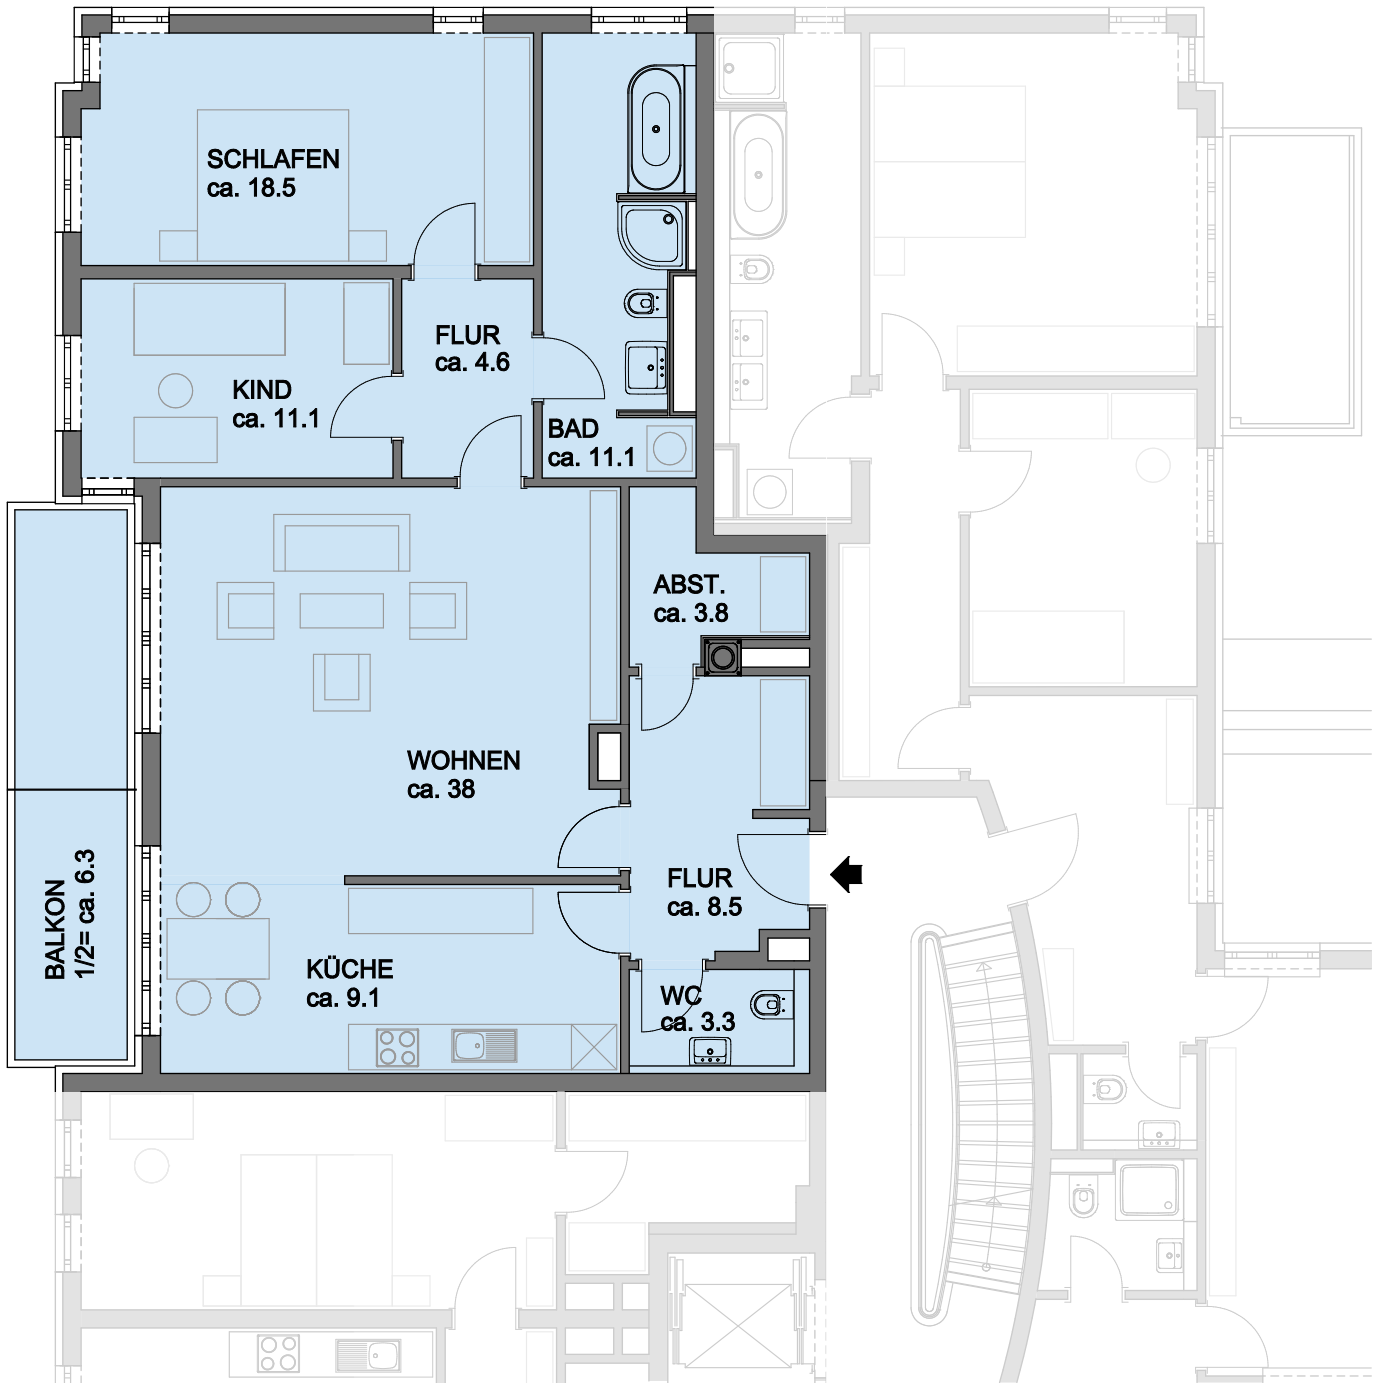 SCHLAFEN
ca. 18.5
FLUR
ca. 4.6
KIND
ca. 11.1
BAD
ca. 11.1
ABST.
ca. 3.8
WOHNEN
ca. 38
BALKON
1/2= ca. 6.3
FLUR
ca. 8.5
KÜCHE
ca. 9.1
WC
ca. 3.3